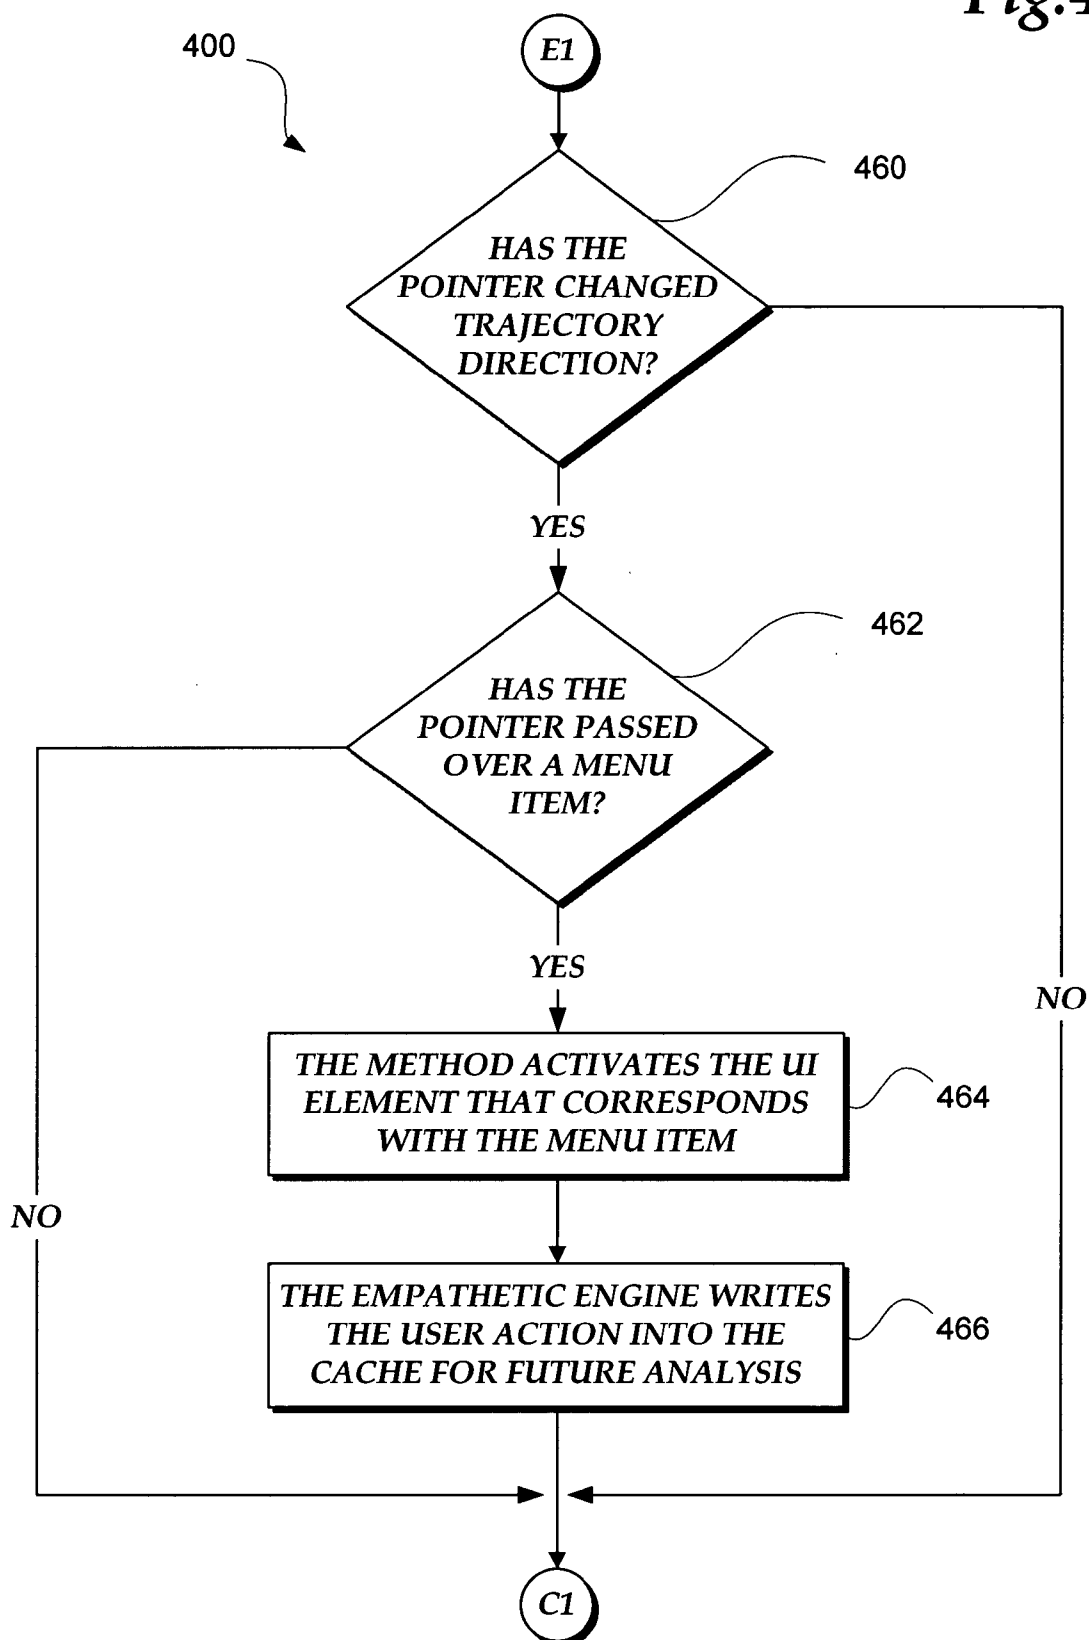 Fig.4
400
E1
460
HAS THE
POINTER CHANGED
TRAJECTORY
DIRECTION?
YES
462
HAS THE
POINTER PASSED
OVER A MENU
ITEM?
YES
NO
THE METHOD ACTIVATES THE UI
ELEMENT THAT CORRESPONDS
WITH THE MENU ITEM
464
NO
THE EMPATHETIC ENGINE WRITES
THE USER ACTION INTO THE
CACHE FOR FUTURE ANALYSIS
466
C1